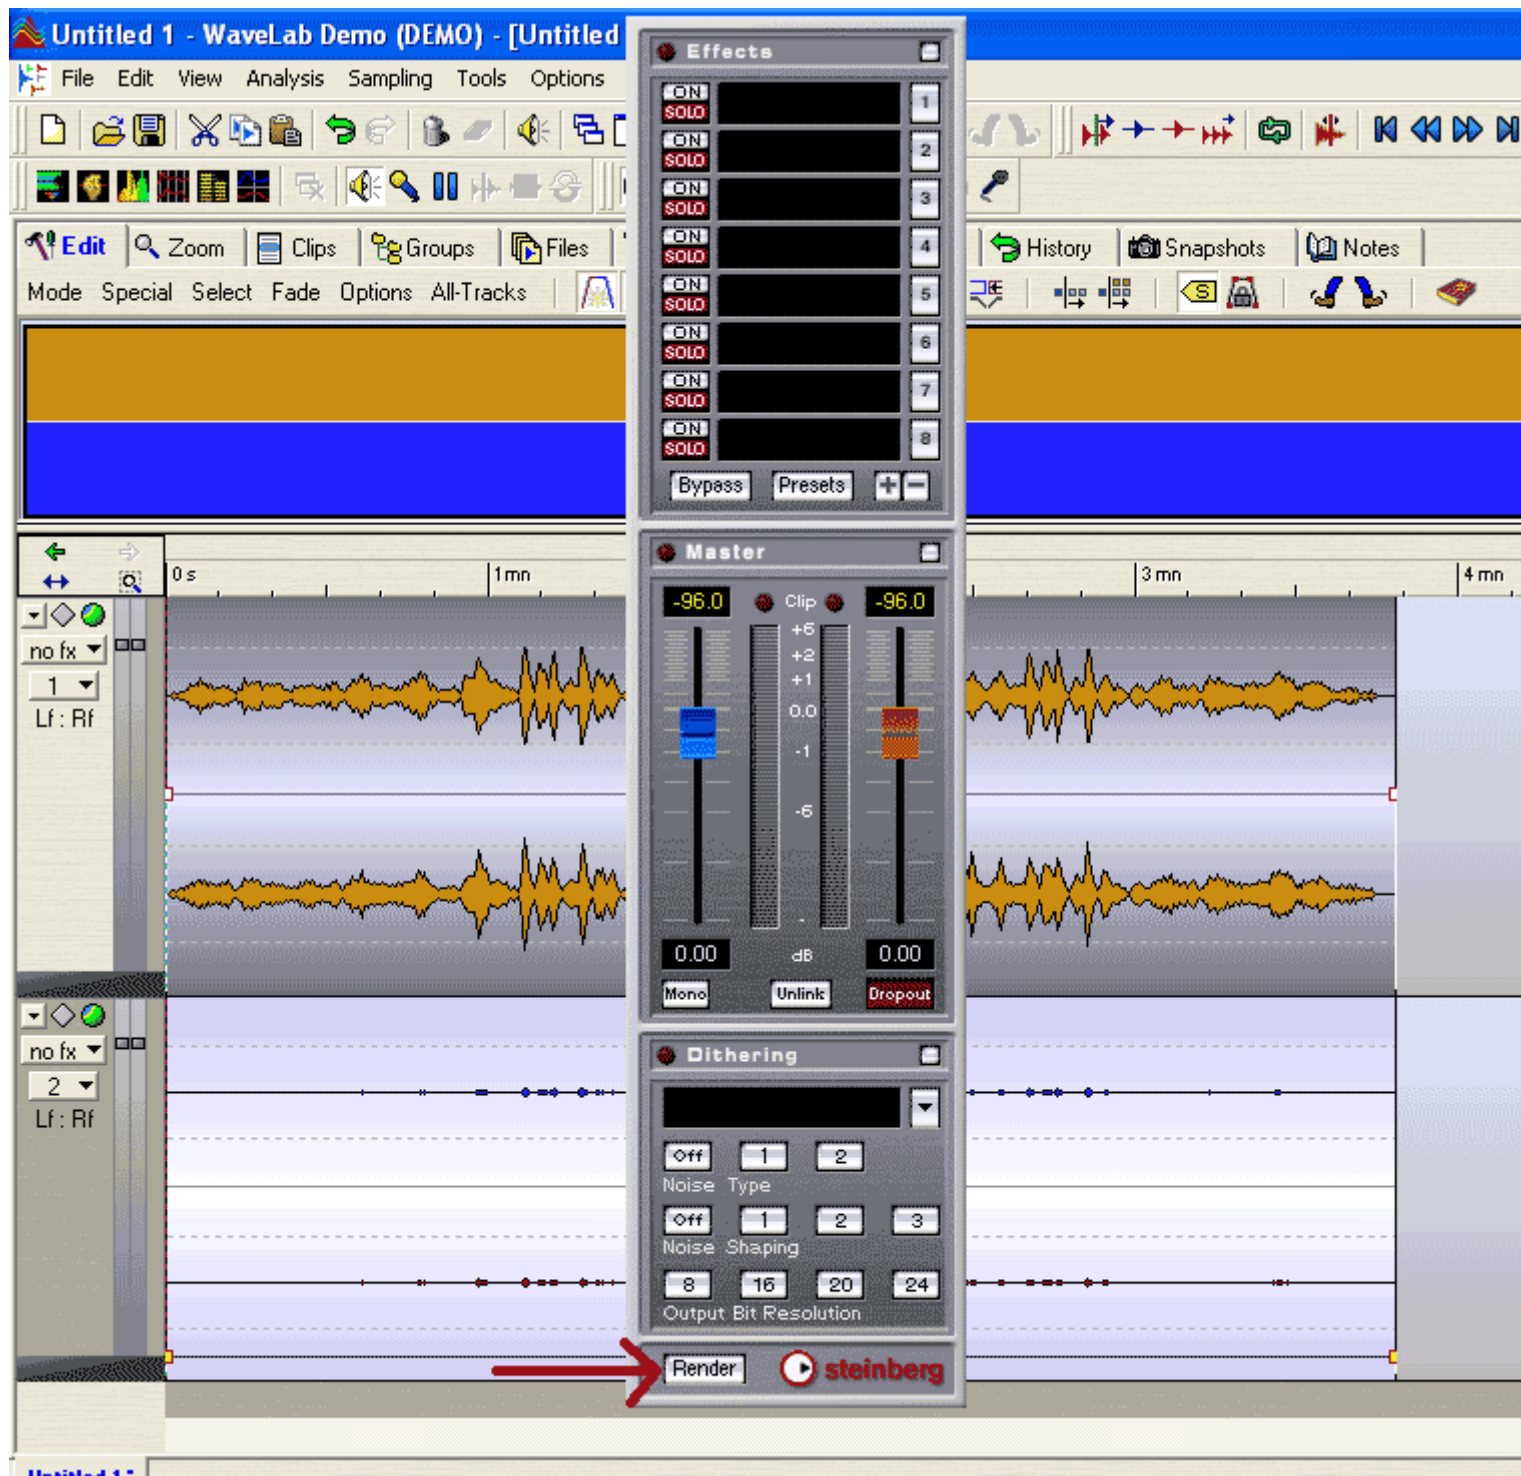 Untitled 1 - WaveLab Demo (DEMO) - [Untitled
File Edit View Analysis Sampling Tools Options
Edit Zoom Clips Groups Files History Snapshots Notes
Mode Special Select Fade Options All-Tracks S
Effects
ON
SOLO
1
ON
SOLO
2
ON
SOLO
3
ON
SOLO
4
ON
SOLO
5
ON
SOLO
6
ON
SOLO
7
ON
SOLO
8
Bypass Presets + -
Master
0 s 1 mn 3 mn 4 mn
-96.0 Clip -96.0
+6
+2
+1
0.0
-1
-6
-
0.00 dB 0.00
Mono Unlink Dropout
no fx
1
Lf : Rf
no fx
2
Lf : Rf
Dithering
Off 1 2
Noise Type
Off 1 2 3
Noise Shaping
8 16 20 24
Output Bit Resolution
Render steinberg
Untitled 1 *